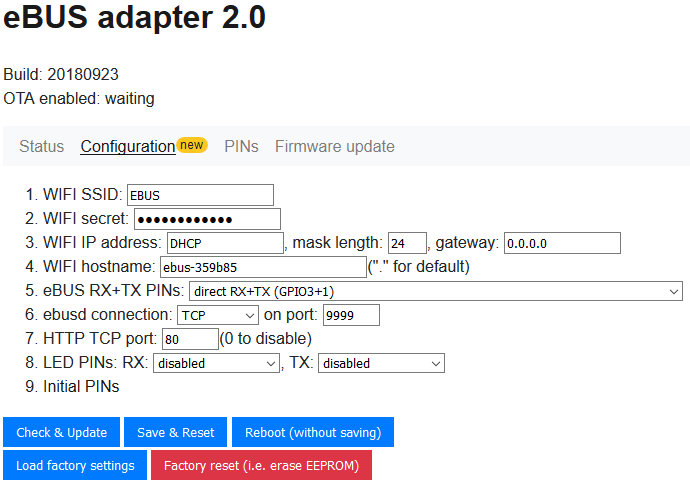 eBUS adapter 2.0
Build: 20180923
OTA enabled: waiting
Status Configuration new PINs Firmware update
1. WIFI SSID: EBUS
2. WIFI secret: ●●●●●●●●●●●●
3. WIFI IP address: DHCP, mask length: 24, gateway: 0.0.0.0
4. WIFI hostname: ebus-359b85("." for default)
5. eBUS RX+TX PINs: direct RX+TX (GPIO3+1)
6. ebusd connection: TCP on port: 9999
7. HTTP TCP port: 80(0 to disable)
8. LED PINs: RX: disabled, TX: disabled
9. Initial PINs
Check & Update Save & Reset Reboot (without saving)
Load factory settings Factory reset (i.e. erase EEPROM)